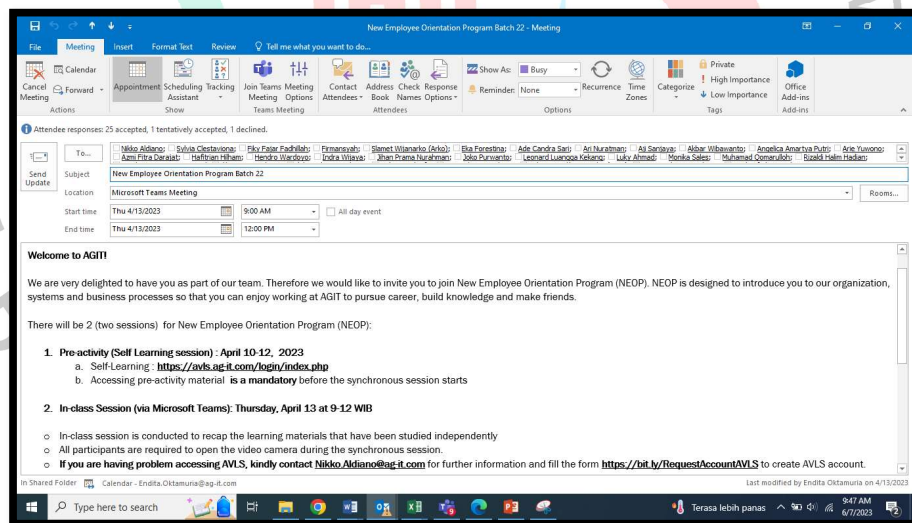 New Employee Orientation Program Batch 22 - Meeting
File Meeting Insert Format Text Review Tell me what you want to do...
Cancel Meeting
Calendar
Forward
Actions
Appointment
Scheduling Assistant
Tracking
Show
Join Teams Meeting
Meeting Options
Teams Meeting
Contact Attendees
Address Book
Check Names
Response Options
Attendees
Show As: Busy
Reminder: None
Recurrence
Time Zones
Options
Categorize
Private
High Importance
Low Importance
Tags
Office Add-ins
Add-ins
Attendee responses: 25 accepted, 1 tentatively accepted, 1 declined.
Send Update
To...
Nikko Aldiano; Sylvia Clestaviona; Piky Fajar Fadhillah; Firmansyah; Slamet Wijanarko (Arko); Eka Forestina; Ade Candra Sari; Ari Nuratman; Asi Sanjaya; Akbar Wibawanto; Angelica Amartya Putri; Arie Yuwono;
Azmi Fitra Darajat; Hafitrian Hilham; Hendro Wardoyo; Indra Wijaya; Jihan Prima Nurahman; Joko Purwanto; Leonard Luangga Kekang; Luky Ahmad; Monika Sales; Muhamad Qomarulloh; Rizaldi Halim Hadian;
Subject New Employee Orientation Program Batch 22
Location Microsoft Teams Meeting Rooms...
Start time Thu 4/13/2023 9:00 AM All day event
End time Thu 4/13/2023 12:00 PM
Welcome to AGIT!
We are very delighted to have you as part of our team. Therefore we would like to invite you to join New Employee Orientation Program (NEOP). NEOP is designed to introduce you to our organization,
systems and business processes so that you can enjoy working at AGIT to pursue career, build knowledge and make friends.
There will be 2 (two sessions) for New Employee Orientation Program (NEOP):
1. Pre-activity (Self Learning session) : April 10-12, 2023
a. Self-Learning : https://avls.ag-it.com/login/index.php
b. Accessing pre-activity material is a mandatory before the synchronous session starts
2. In-class Session (via Microsoft Teams): Thursday, April 13 at 9-12 WIB
o In-class session is conducted to recap the learning materials that have been studied independently
o All participants are required to open the video camera during the synchronous session.
o If you are having problem accessing AVLS, kindly contact Nikko.Aldiano@ag-it.com for further information and fill the form https://bit.ly/RequestAccountAVLS to create AVLS account.
In Shared Folder Calendar - Endita.Oktamuria@ag-it.com Last modified by Endita Oktamuria on 4/13/2023
Type here to search
Terasa lebih panas
9:47 AM
6/7/2023
2